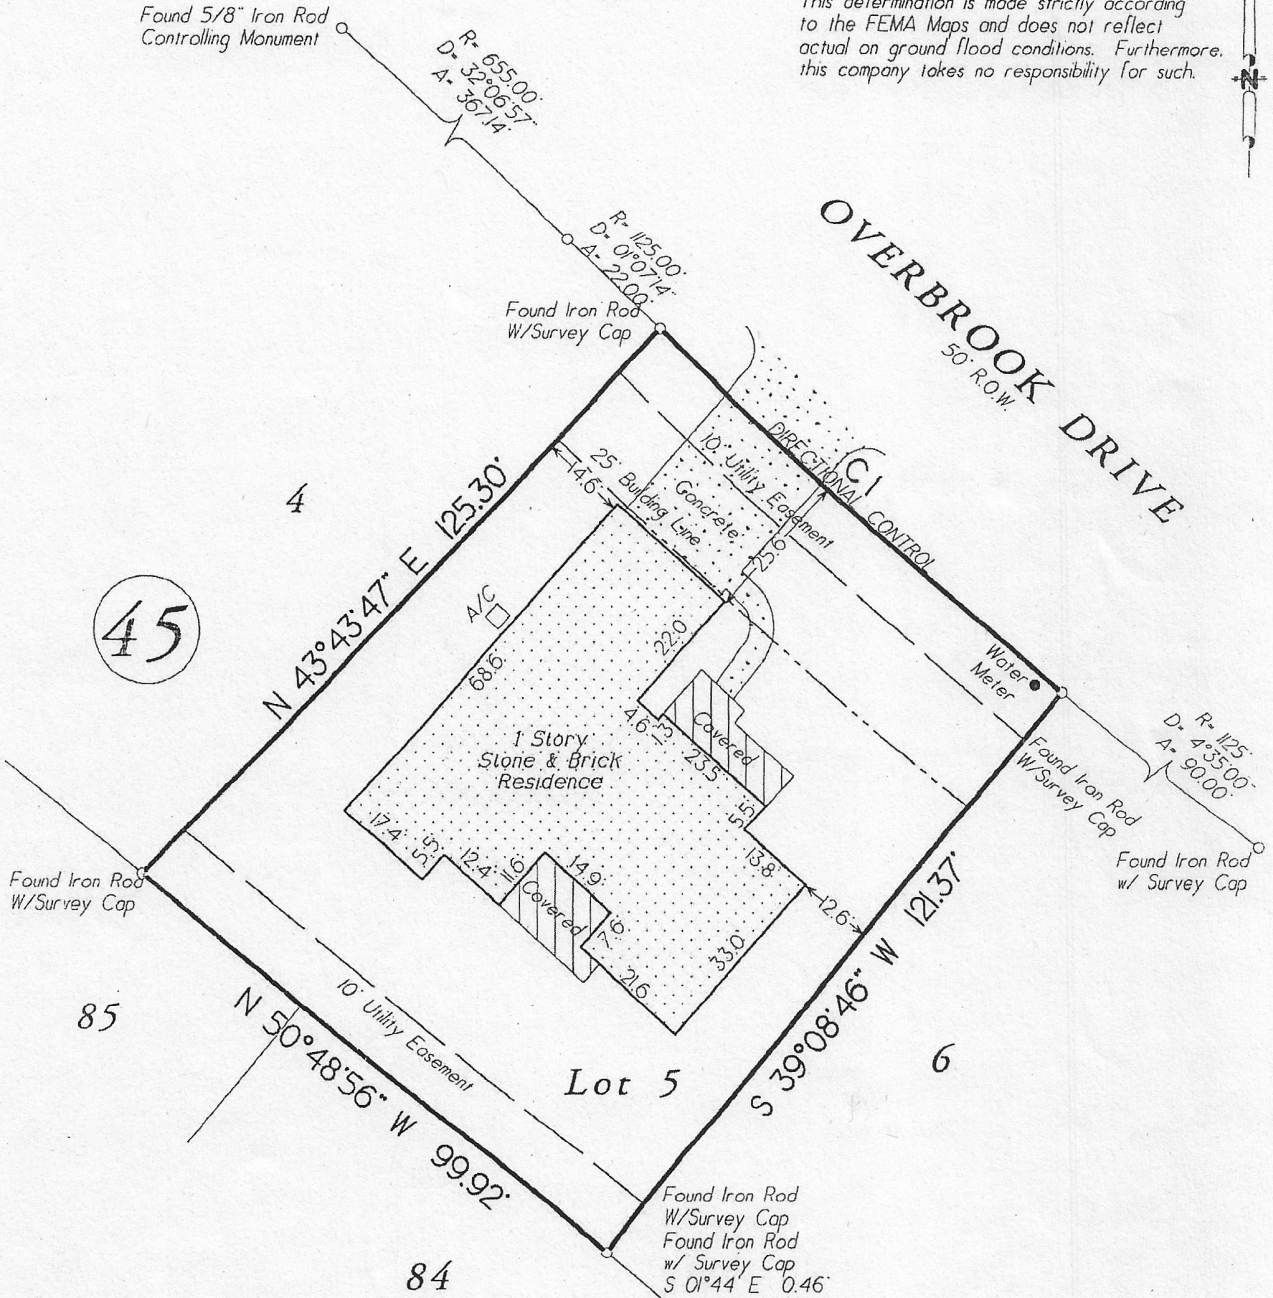 This determination is made strictly according
to the FEMA Maps and does not reflect
actual on ground flood conditions. Furthermore,
this company takes no responsibility for such.
N
Found 5/8" Iron Rod
Controlling Monument
R= 655.00'
D= 32°06'57"
A= 367.14'
R= 1125.00'
D= 01°07'14"
A= 22.00'
Found Iron Rod
W/Survey Cap
OVERBROOK DRIVE
50' R.O.W.
DIRECTIONAL CONTROL
C1
10' Utility Easement
25' Building Line
Concrete
14.6'
25.6'
4
45
N 43°43'47" E 125.30'
A/C
68.6'
22.0'
4.6'
1.3'
Covered
23.5'
5.5'
13.8'
12.6'
1 Story
Stone & Brick
Residence
Water
Meter
Found Iron Rod
W/Survey Cap
R= 1125'
D= 4°35'00"
A= 90.00'
Found Iron Rod
w/ Survey Cap
17.4'
5.5'
12.4'
11.6'
14.9'
Covered
7.6'
21.6'
33.0'
Found Iron Rod
W/Survey Cap
S 39°08'46" W 121.37'
85
N 50°48'56" W 99.92'
10' Utility Easement
Lot 5
6
84
Found Iron Rod
W/Survey Cap
Found Iron Rod
w/ Survey Cap
S 01°44' E 0.46'